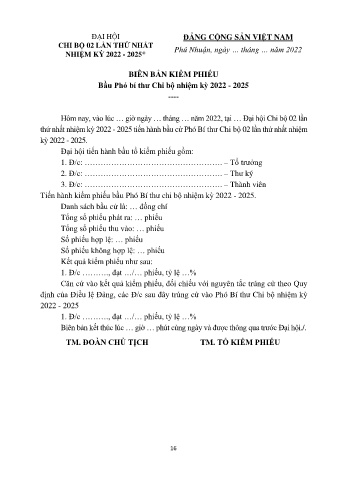 ĐẠI HỘI
CHI BỘ 02 LẦN THỨ NHẤT
NHIỆM KỲ 2022 - 2025*
ĐẢNG CỘNG SẢN VIỆT NAM
Phú Nhuận, ngày … tháng … năm 2022
BIÊN BẢN KIỂM PHIẾU
Bầu Phó bí thư Chi bộ nhiệm kỳ 2022 - 2025
----
Hôm nay, vào lúc … giờ ngày … tháng … năm 2022, tại … Đại hội Chi bộ 02 lần
thứ nhất nhiệm kỳ 2022 - 2025 tiến hành bầu cử Phó Bí thư Chi bộ 02 lần thứ nhất nhiệm
kỳ 2022 - 2025.
Đại hội tiến hành bầu tổ kiểm phiếu gồm:
1. Đ/c: ……………………………………………… – Tổ trưởng
2. Đ/c: ……………………………………………… – Thư ký
3. Đ/c: ……………………………………………… – Thành viên
Tiến hành kiểm phiếu bầu Phó Bí thư chi bộ nhiệm kỳ 2022 - 2025.
Danh sách bầu cử là: … đồng chí
Tổng số phiếu phát ra: … phiếu
Tổng số phiếu thu vào: … phiếu
Số phiếu hợp lệ: … phiếu
Số phiếu không hợp lệ: … phiếu
Kết quả kiểm phiếu như sau:
1. Đ/c ………., đạt …/… phiếu, tỷ lệ …%
Căn cứ vào kết quả kiểm phiếu, đối chiếu với nguyên tắc trúng cử theo Quy
định của Điều lệ Đảng, các Đ/c sau đây trúng cử vào Phó Bí thư Chi bộ nhiệm kỳ
2022 - 2025
1. Đ/c ………., đạt …/… phiếu, tỷ lệ …%
Biên bản kết thúc lúc … giờ … phút cùng ngày và được thông qua trước Đại hội./.
TM. ĐOÀN CHỦ TỊCH
TM. TỔ KIỂM PHIẾU
16